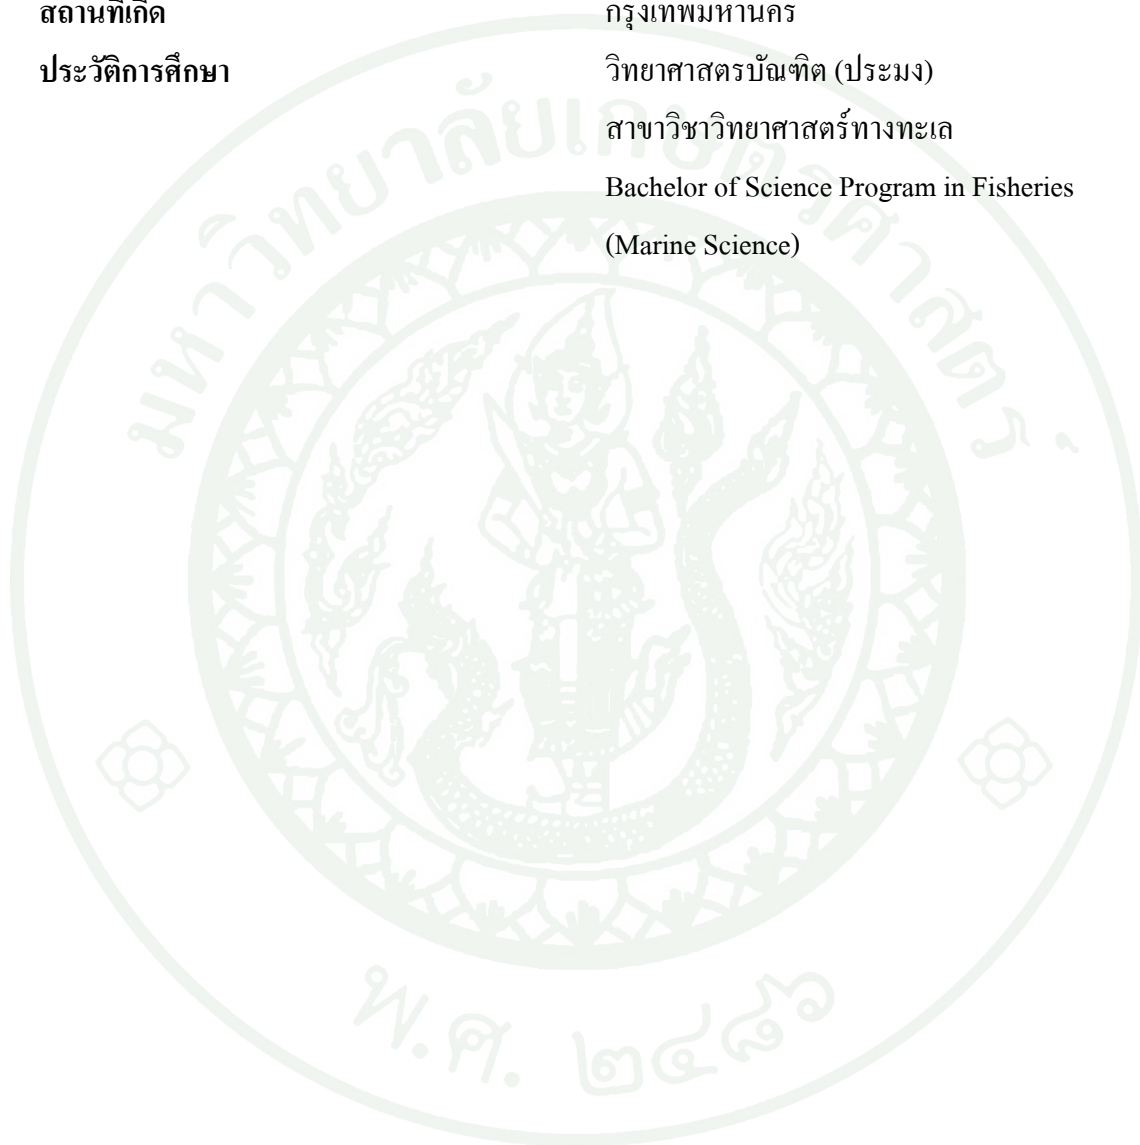 สถานที่เกิด กรุงเทพมหานคร
ประวัติการศึกษา วิทยาศาสตรบัณฑิต (ประมง)
สาขาวิชาวิทยาศาสตร์ทางทะเล
Bachelor of Science Program in Fisheries
(Marine Science)
มหาวิทยาลัยเกษตรศาสตร์
พ.ศ. ๒๔๘๖